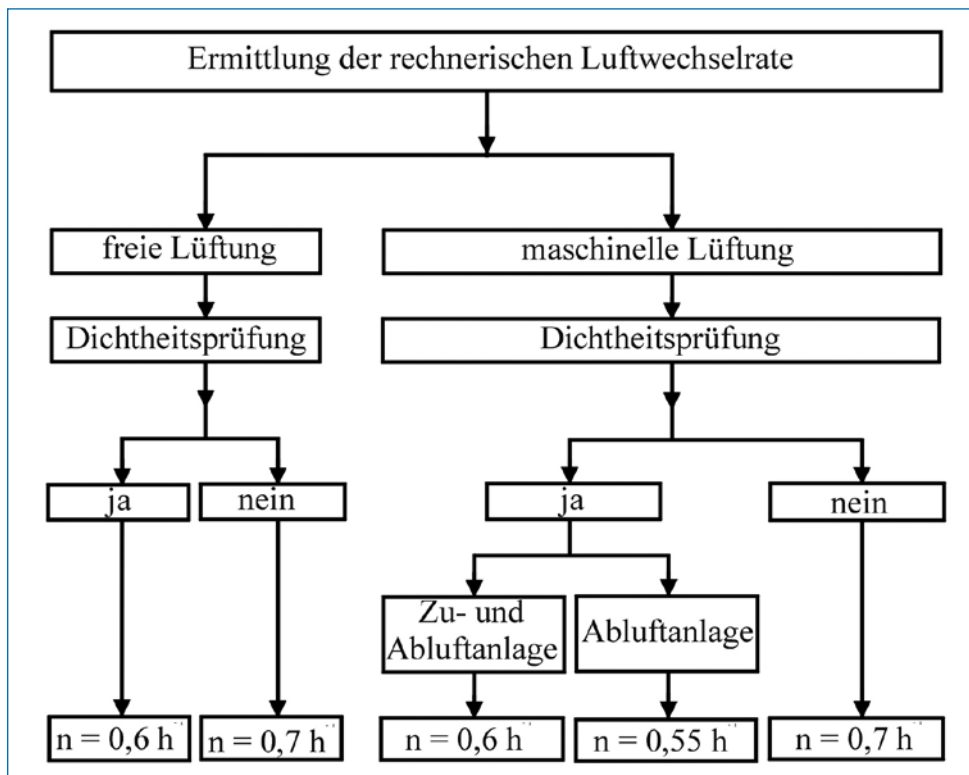 Ermittlung der rechnerischen Luftwechselrate
freie Lüftung
maschinelle Lüftung
Dichtheitsprüfung
Dichtheitsprüfung
ja
nein
ja
nein
Zu- und
Abluftanlage
Abluftanlage
n = 0,6 h
n = 0,7 h
n = 0,6 h
n = 0,55 h
n = 0,7 h